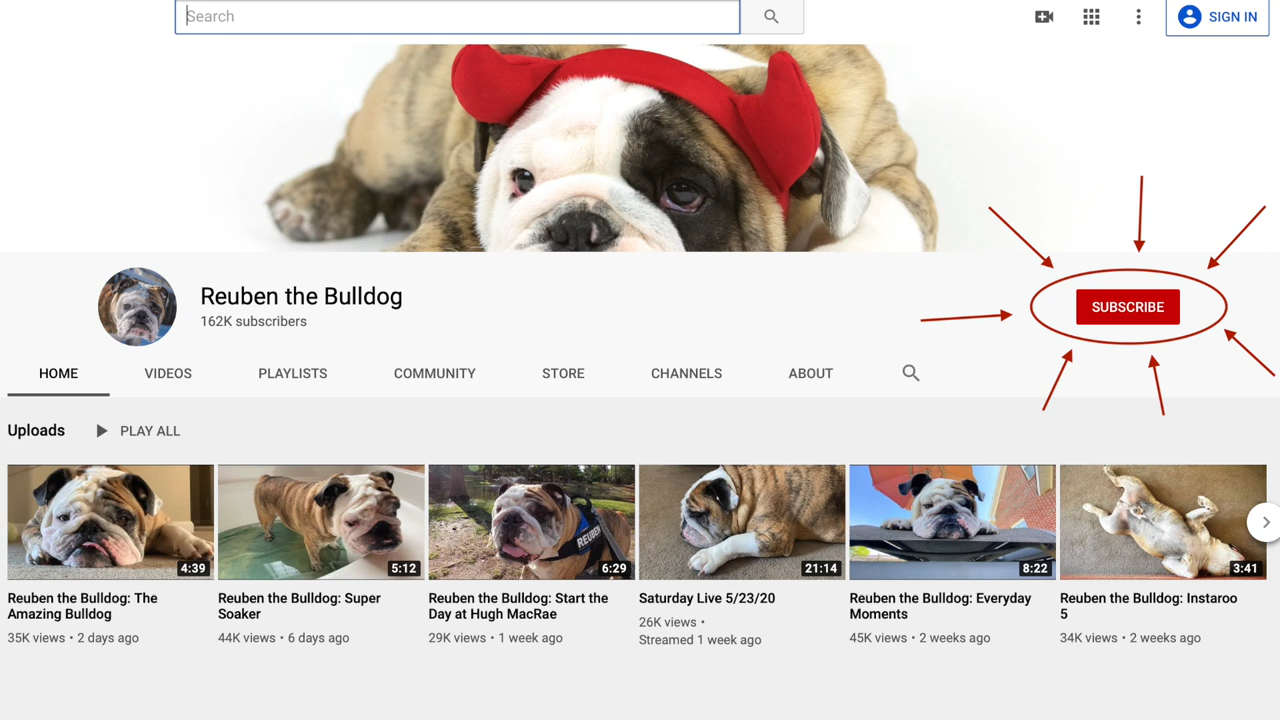 Search
SIGN IN
Reuben the Bulldog
162K subscribers
SUBSCRIBE
HOME VIDEOS PLAYLISTS COMMUNITY STORE CHANNELS ABOUT
Uploads PLAY ALL
4:39
5:12
REUBEN
6:29
21:14
8:22
3:41
Reuben the Bulldog: The
Amazing Bulldog
35K views • 2 days ago
Reuben the Bulldog: Super
Soaker
44K views • 6 days ago
Reuben the Bulldog: Start the
Day at Hugh MacRae
29K views • 1 week ago
Saturday Live 5/23/20
26K views •
Streamed 1 week ago
Reuben the Bulldog: Everyday
Moments
45K views • 2 weeks ago
Reuben the Bulldog: Instaroo
5
34K views • 2 weeks ago